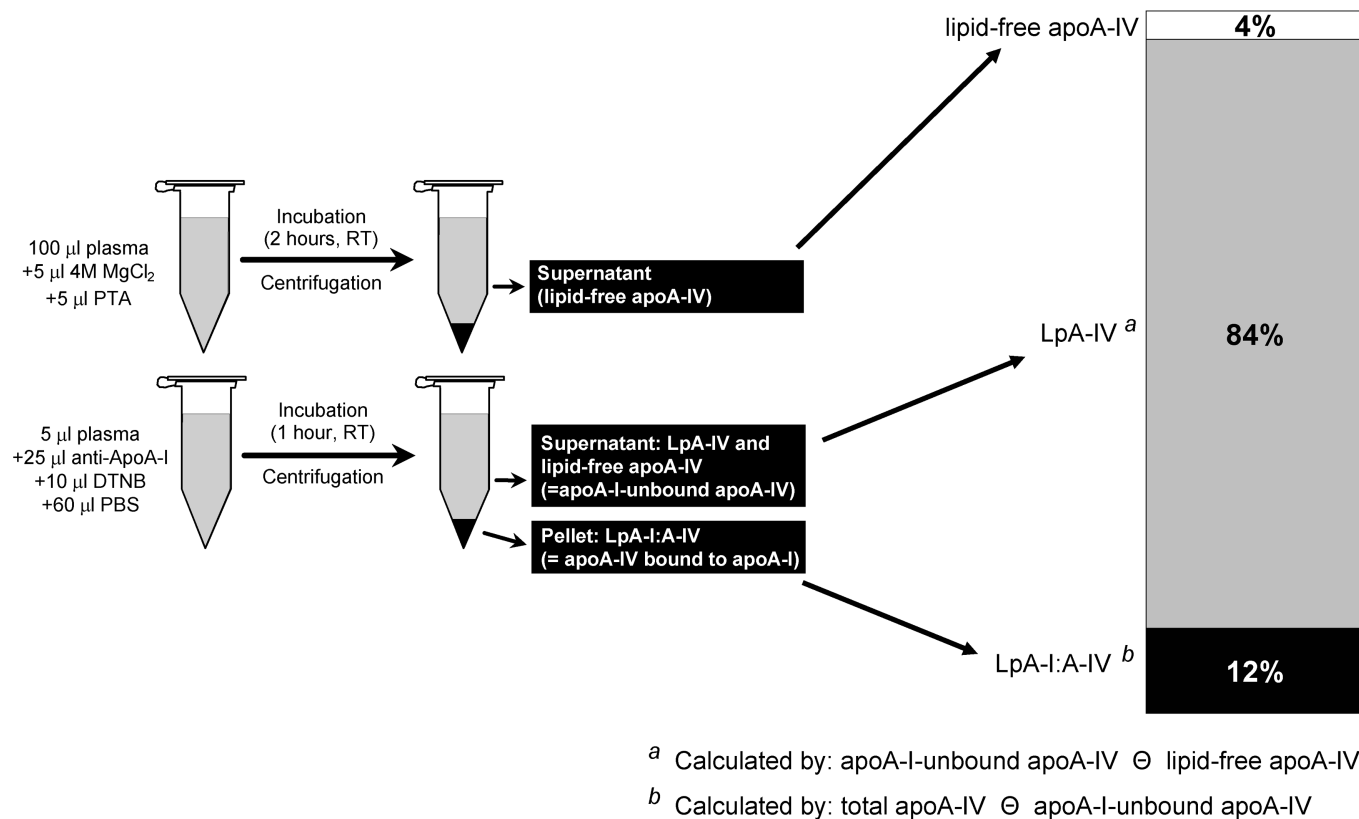 lipid-free apoA-IV
4%
100 µl plasma
+5 µl 4M MgCl₂
+5 µl PTA
Incubation
(2 hours, RT)
Centrifugation
Supernatant
(lipid-free apoA-IV)
LpA-IV a
84%
5 µl plasma
+25 µl anti-ApoA-I
+10 µl DTNB
+60 µl PBS
Incubation
(1 hour, RT)
Centrifugation
Supernatant: LpA-IV and
lipid-free apoA-IV
(=apoA-I-unbound apoA-IV)
Pellet: LpA-I:A-IV
(= apoA-IV bound to apoA-I)
LpA-I:A-IV b
12%
a Calculated by: apoA-I-unbound apoA-IV Θ lipid-free apoA-IV
b Calculated by: total apoA-IV Θ apoA-I-unbound apoA-IV